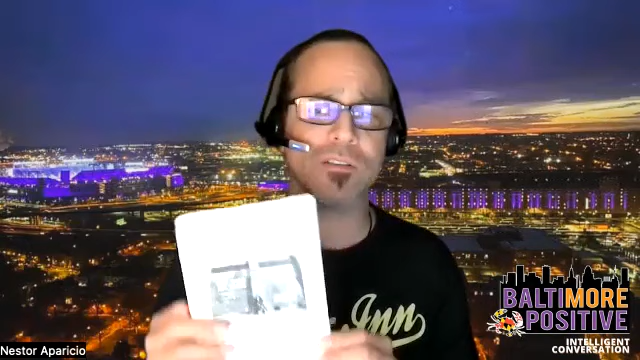 Inn
BALTIMORE
POSITIVE
INTELLIGENT
CONVERSATION
Nestor Aparicio